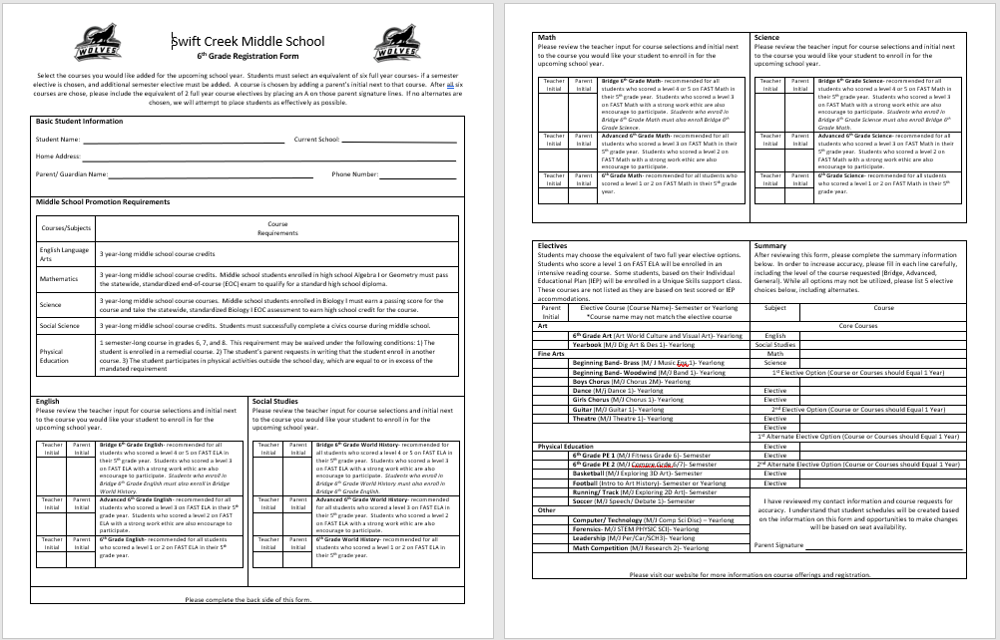 WOLVES
Swift Creek Middle School
WOLVES
6th Grade Registration Form
Select the courses you would like added for the upcoming school year. Students must select an equivalent of six full year courses- if a semester
elective is chosen, and additional semester elective must be added. A course is chosen by adding a parent's initial next to that course. After all six
courses are chose, please include the equivalent of 2 full year course electives by placing an A on those parent signature lines. If no alternates are
chosen, we will attempt to place students as effectively as possible.
Basic Student Information
Student Name: Current School:
Home Address:
Parent/ Guardian Name: Phone Number:
Middle School Promotion Requirements
Courses/Subjects
Course
Requirements
English Language
Arts
3 year-long middle school course credits
Mathematics
3 year-long middle school course credits. Middle school students enrolled in high school Algebra I or Geometry must pass
the statewide, standardized end-of-course (EOC) exam to qualify for a standard high school diploma.
Science
3 year-long middle school course courses. Middle school students enrolled in Biology I must earn a passing score for the
course and take the statewide, standardized Biology I EOC assessment to earn high school credit for the course.
Social Science
3 year-long middle school course credits. Students must successfully complete a civics course during middle school.
Physical
Education
1 semester-long course in grades 6, 7, and 8. This requirement may be waived under the following conditions: 1) The
student is enrolled in a remedial course. 2) The student's parent requests in writing that the student enroll in another
course. 3) The student participates in physical activities outside the school day, which are equal to or in excess of the
mandated requirement
English
Please review the teacher input for course selections and initial next
to the course that you would like your student to enroll in for the
upcoming school year.
Teacher Initial
Parent Initial
Bridge 6th Grade English- recommended for all
students who scored a level 4 or 5 on FAST ELA in
their 5th grade year. Students who scored a level 3
on FAST ELA with a strong work ethic are also
encouraged to participate. Students who enroll in
Bridge 6th Grade English must also enroll in Bridge
World History.
Teacher Initial
Parent Initial
Advanced 6th Grade English- recommended for all
students who scored a level 3 on FAST ELA in their 5th
grade year. Students who scored a level 2 on FAST
ELA with a strong work ethic are also encourage to
participate.
Teacher Initial
Parent Initial
6th Grade English- recommended for all students
who scored a level 1 or 2 on FAST ELA in their 5th
grade year.
Social Studies
Please review the teacher input for course selections and initial next
to the course that you would like your student to enroll in for the
upcoming school year.
Teacher Initial
Parent Initial
Bridge 6th Grade World History- recommended for
all students who scored a level 4 or 5 on FAST ELA
in their 5th grade year. Students who scored a level
3 on FAST ELA with a strong work ethic are also
encourage to participate. Students who enroll in
Bridge 6th Grade World History must also enroll in
Bridge 6th Grade English.
Teacher Initial
Parent Initial
Advanced 6th Grade World History- recommended
for all students who scored a level 3 on FAST ELA in
their 5th grade year. Students who scored a level 2
on FAST ELA with a strong work ethic are also
encourage to participate.
Teacher Initial
Parent Initial
6th Grade World History- recommended for all
students who scored a level 1 or 2 on FAST ELA in
their 5th grade year.
Please complete the back side of this form.
Math
Please review the teacher input for course selections and initial next
to the course that you would like your student to enroll in for the
upcoming school year.
Teacher Initial
Parent Initial
Bridge 6th Grade Math- recommended for all
students who scored a level 4 or 5 on FAST Math in
their 5th grade year. Students who scored a level 3
on FAST Math with a strong work ethic are also
encourage to participate. Students who enroll in
Bridge 6th Grade Math must also enroll Bridge 6th
Grade Science.
Teacher Initial
Parent Initial
Advanced 6th Grade Math- recommended for all
students who scored a level 3 on FAST Math in
their 5th grade year. Students who scored a level 2 on
FAST Math with a strong work ethic are also
encourage to participate.
Teacher Initial
Parent Initial
6th Grade Math- recommended for all students who
scored a level 1 or 2 on FAST Math in their 5th grade
year.
Science
Please review the teacher input for course selections and initial next
to the course that you would like your student to enroll in for the
upcoming school year.
Teacher Initial
Parent Initial
Bridge 6th Grade Science- recommended for all
students who scored a level 4 or 5 on FAST Math in
their 5th grade year. Students who scored a level 3
on FAST Math with a strong work ethic are also
encourage to participate. Students who enroll in
Bridge 6th Grade Science must also enroll Bridge 6th
Grade Math.
Teacher Initial
Parent Initial
Advanced 6th Grade Science- recommended for all
students who scored a level 3 on FAST Math in
their 5th grade year. Students who scored a level 2
on FAST Math with a strong work ethic are also
encourage to participate.
Teacher Initial
Parent Initial
6th Grade Science- recommended for all students
who scored a level 1 or 2 on FAST Math in their 5th
grade year.
Electives
Students may choose the equivalent of two full year elective options.
Students who score a level 1 on FAST ELA will be enrolled in an
intensive reading course. Some students, based on their Individual
Educational Plan (IEP) will be enrolled in a Unique Skills support class.
These courses are not listed as they are based on test scored or IEP
accommodations.
Parent
Initial
Elective Course (Course Name)- Semester or Yearlong
*Course name may not match the elective course
Art
6th Grade Art (Art World Culture and Visual Art)- Yearlong
Yearbook (M/J Dig Art & Des 1)- Yearlong
Fine Arts
Beginning Band- Brass (M/ J Music Ens 1)- Yearlong
Beginning Band- Woodwind (M/J Band 1)- Yearlong
Boys Chorus (M/J Chorus 2M)- Yearlong
Dance (M/j Dance 1)- Yearlong
Girls Chorus (M/J Chorus 1)- Yearlong
Guitar (M/J Guitar 1)- Yearlong
Theatre (M/J Theatre 1)- Yearlong
Physical Education
6th Grade PE 1 (M/J Fitness Grade 6)- Semester
6th Grade PE 2 (M/J Compre Grde 6/7)- Semester
Basketball (M/J Exploring 3D Art)- Semester
Football (Intro to Art History)- Semester or Yearlong
Running/ Track (M/J Exploring 2D Art)- Semester
Soccer (M/J Speech/ Debate 1)- Semester
Other
Computer/ Technology (M/J Comp Sci Disc) – Yearlong
Forensics- M/J STEM PHYSIC SCI)- Yearlong
Leadership (M/J Per/Car/SCH3)- Yearlong
Math Competition (M/J Research 2)- Yearlong
Summary
After reviewing this form, please complete the summary information
below. In order to increase accuracy, please fill in each line carefully,
including the level of the course requested (Bridge, Advanced,
General). While all options may not be utilized, please list 5 elective
choices below, including alternates.
Subject Course
Core Courses
English
Social Studies
Math
Science
1st Elective Option (Course or Courses should Equal 1 Year)
Elective
Elective
2nd Elective Option (Course or Courses should Equal 1 Year)
Elective
Elective
1st Alternate Elective Option (Course or Courses should Equal 1 Year)
Elective
Elective
2nd Alternate Elective Option (Course or Courses should Equal 1 Year)
Elective
Elective
I have reviewed my contact information and course requests for
accuracy. I understand that student schedules will be created based
on the information on this form and opportunities to make changes
will be based on seat availability.
Parent Signature
Please visit our website for more information on course offerings and registration.